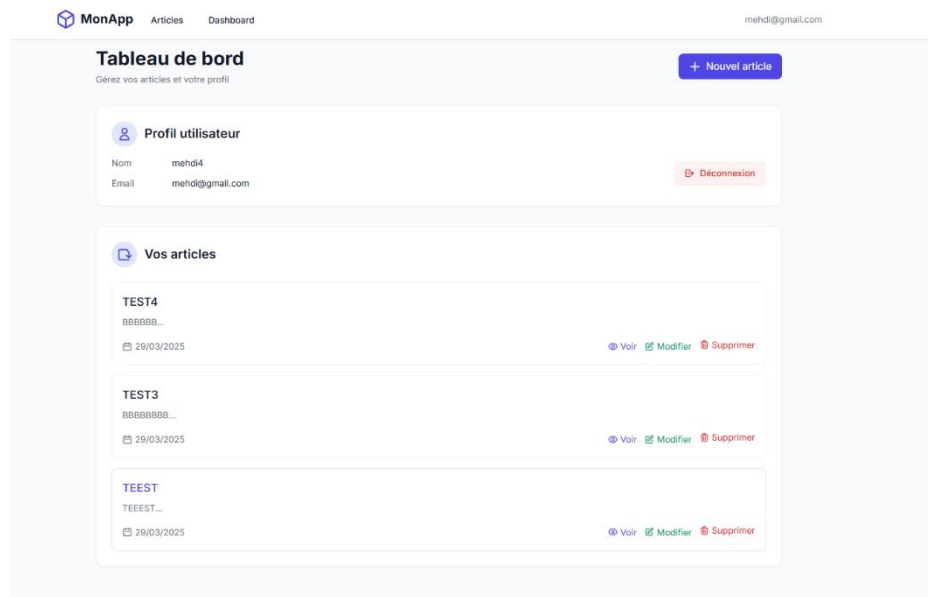 MonApp Articles Dashboard mehdi@gmail.com
Tableau de bord
Nouvel article
Gérez vos articles et votre profil
Profil utilisateur
Nom mehdi4
Déconnexion
Email mehdi@gmail.com
Vos articles
TEST4
BBBBBB...
29/03/2025 Voir Modifier Supprimer
TEST3
BBBBBBBB...
29/03/2025 Voir Modifier Supprimer
TEEST
TEEEST...
29/03/2025 Voir Modifier Supprimer